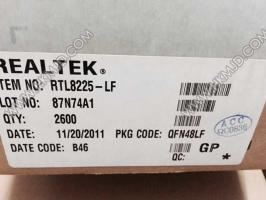 REALTEK®
ITEM NO: RTL8225-LF
LOT NO: 87N74A1
QTY: 2600
DATE: 11/20/2011 PKG CODE: QFN48LF
DATE CODE: B46
GP
QC: *
ACC